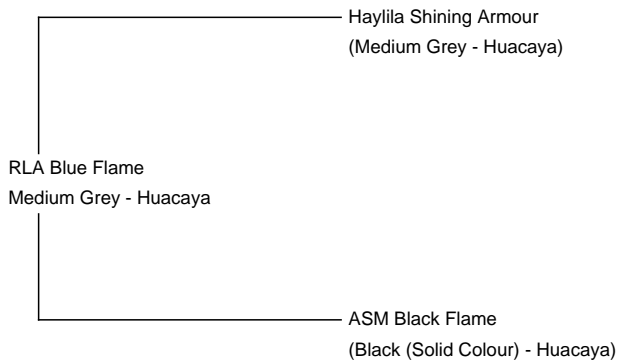 Haylila Shining Armour
(Medium Grey - Huacaya)
RLA Blue Flame
Medium Grey - Huacaya
ASM Black Flame
(Black (Solid Colour) - Huacaya)